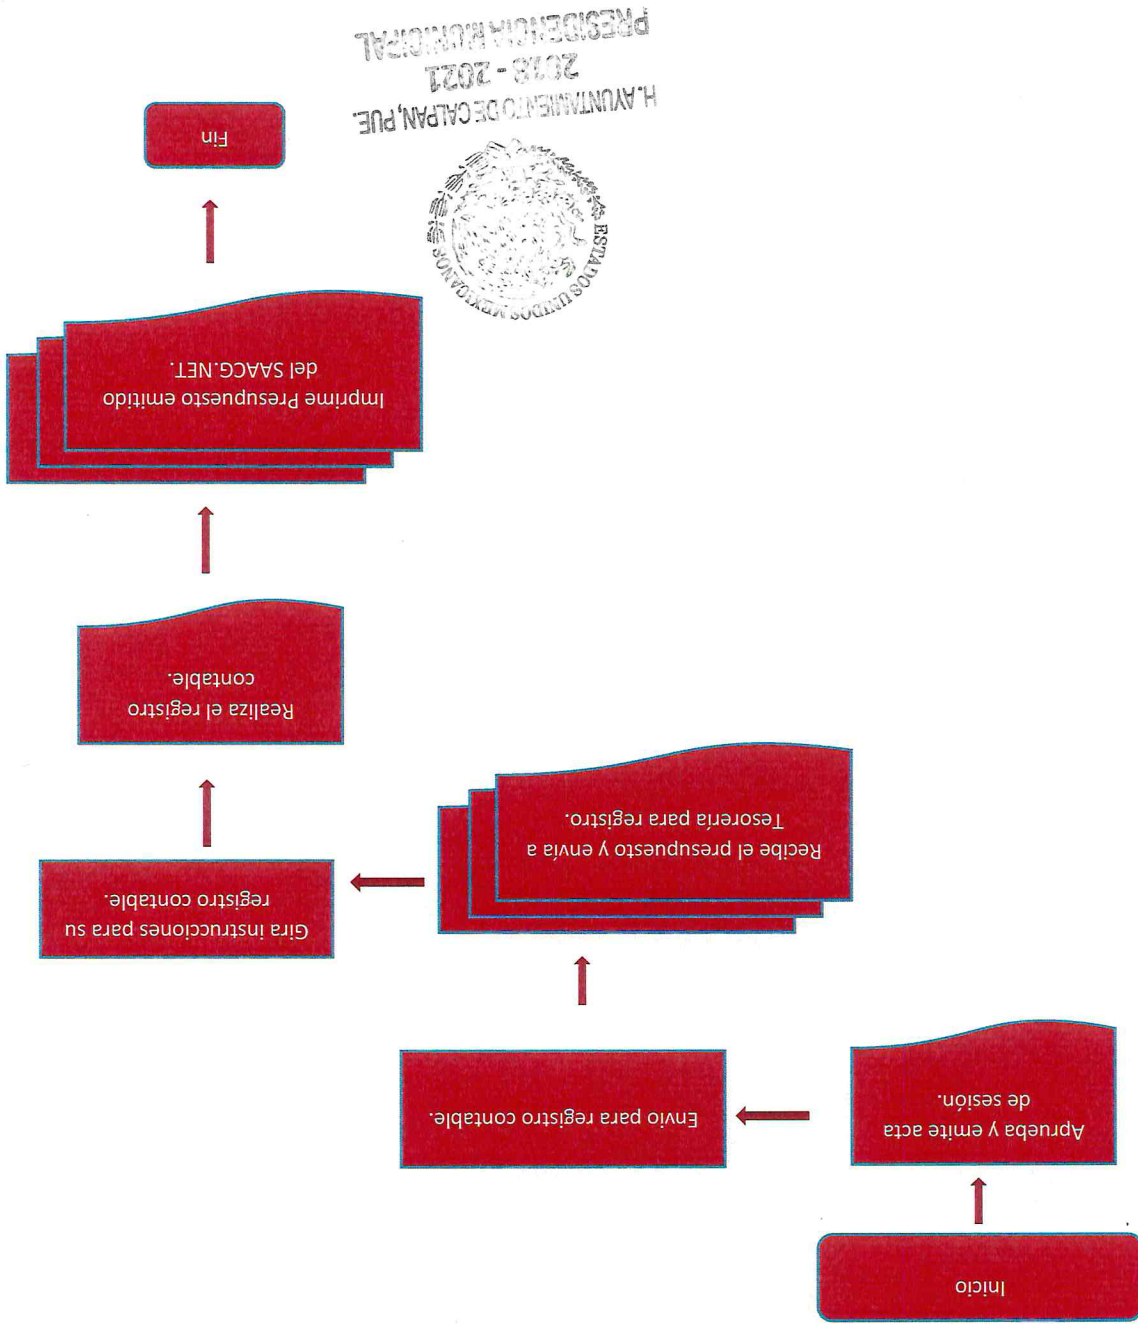 Inicio
Aprueba y emite acta
de sesión.
Envio para registro contable.
Recibe el presupuesto y envía a
Tesorería para registro.
Gira instrucciones para su
registro contable.
Realiza el registro
contable.
Imprime Presupuesto emitido
del SAACG.NET.
Fin
ESTADOS UNIDOS MEXICANOS
H. AYUNTAMIENTO DE CALPAN, PUE.
2018 - 2021
PRESIDENCIA MUNICIPAL